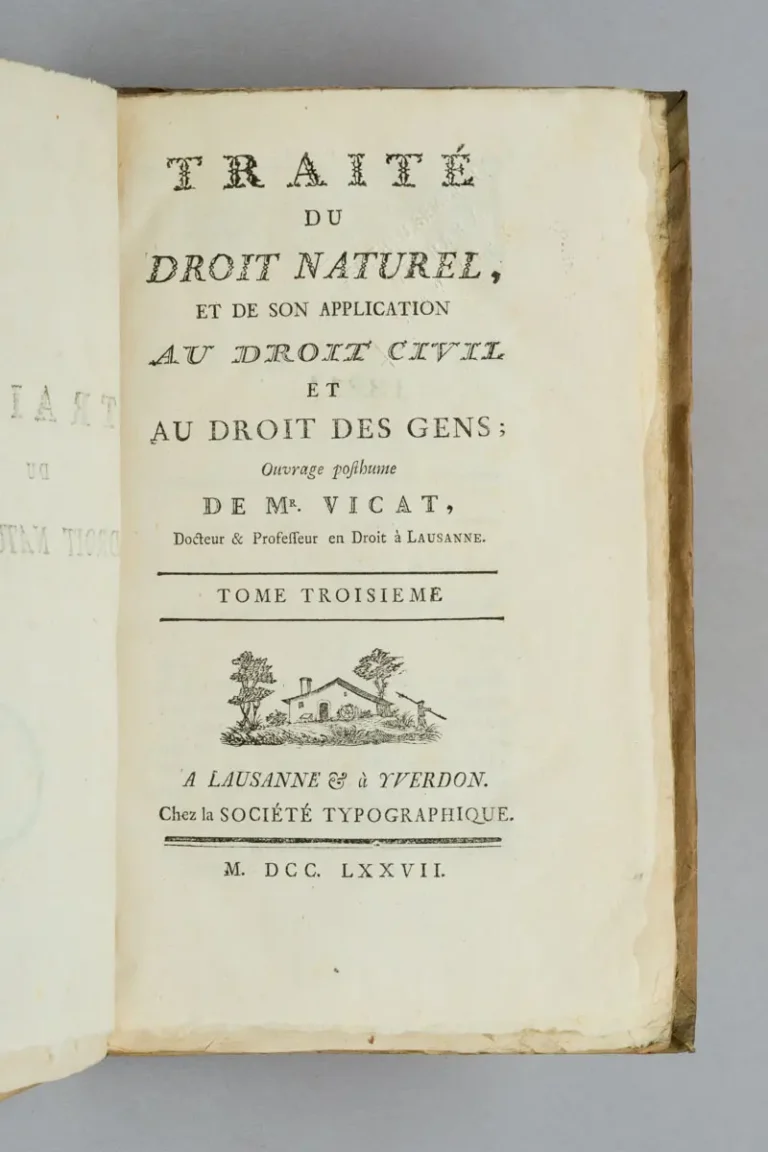 TRAITÉ
DU
DROIT NATUREL,
ET DE SON APPLICATION
AU DROIT CIVIL
ET
AU DROIT DES GENS;
Ouvrage posthume
DE MR. VICAT,
Docteur & Professeur en Droit à LAUSANNE.
TOME TROISIEME
A LAUSANNE & à YVERDON.
Chez la SOCIÉTÉ TYPOGRAPHIQUE.
M. DCC. LXXVII.